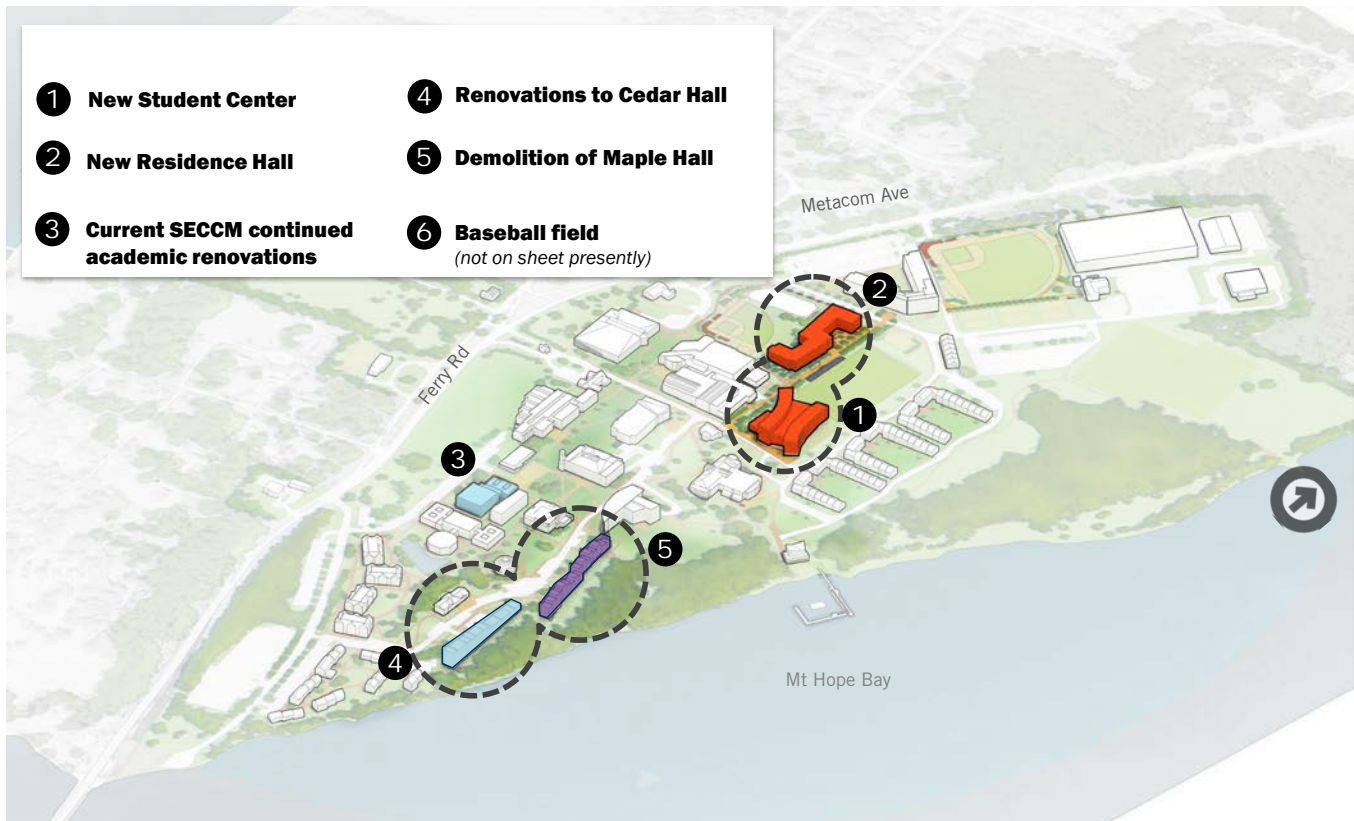 1 New Student Center
2 New Residence Hall
3 Current SECCM continued
academic renovations
4 Renovations to Cedar Hall
5 Demolition of Maple Hall
6 Baseball field
(not on sheet presently)
Metacom Ave
2
Ferry Rd
1
3
5
4
Mt Hope Bay